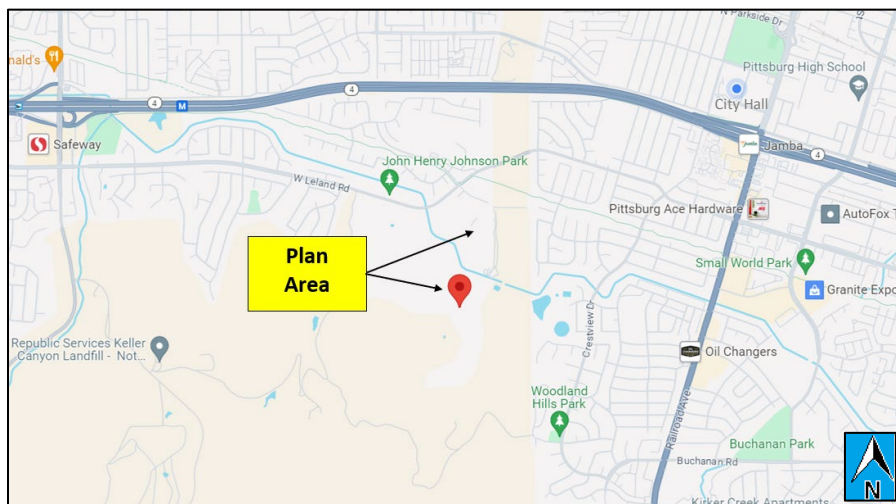 N Parkside Dr
nald's
Pittsburg High School
4
4
M
City Hall
Safeway
Jamba
4
John Henry Johnson Park
W Leland Rd
Pittsburg Ace Hardware
AutoFox T
Plan
Area
Small World Park
Granite Expo
Crestview Dr
Republic Services Keller
Canyon Landfill - Not...
Oil Changers
Woodland
Hills Park
Railroad Ave
Buchanan Park
Buchanan Rd
Kirker Creek Apartments
N